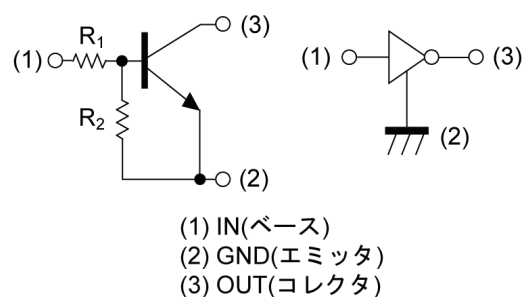 (1)
R1
(3)
R2
(2)
(1)
(3)
(2)
(1) IN(ベース)
(2) GND(エミッタ)
(3) OUT(コレクタ)